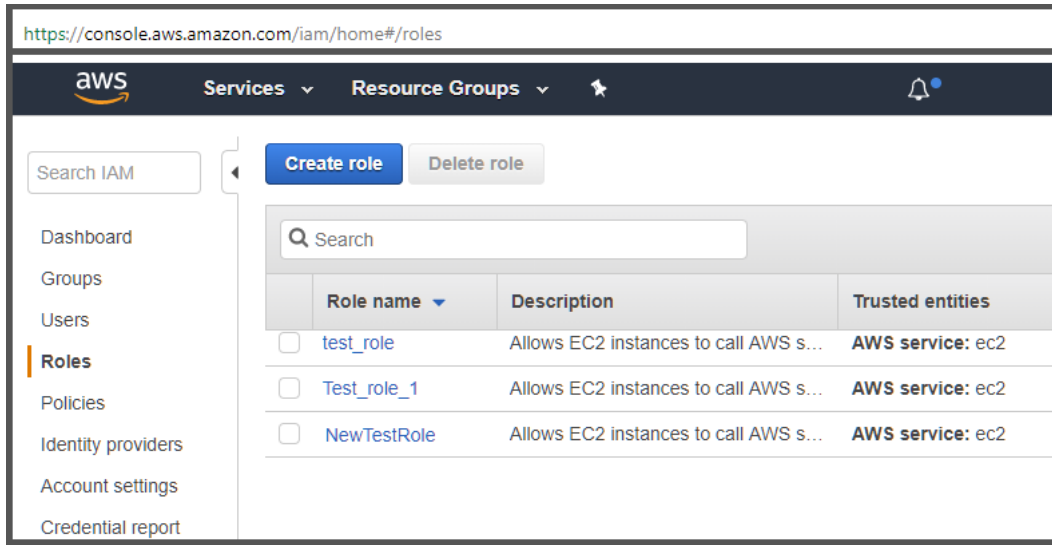 https://console.aws.amazon.com/iam/home#/roles
aws Services Resource Groups
Search IAM
Create role Delete role
Dashboard
Groups
Users
Roles
Policies
Identity providers
Account settings
Credential report
Search
Role name Description Trusted entities
test_role Allows EC2 instances to call AWS s... AWS service: ec2
Test_role_1 Allows EC2 instances to call AWS s... AWS service: ec2
NewTestRole Allows EC2 instances to call AWS s... AWS service: ec2